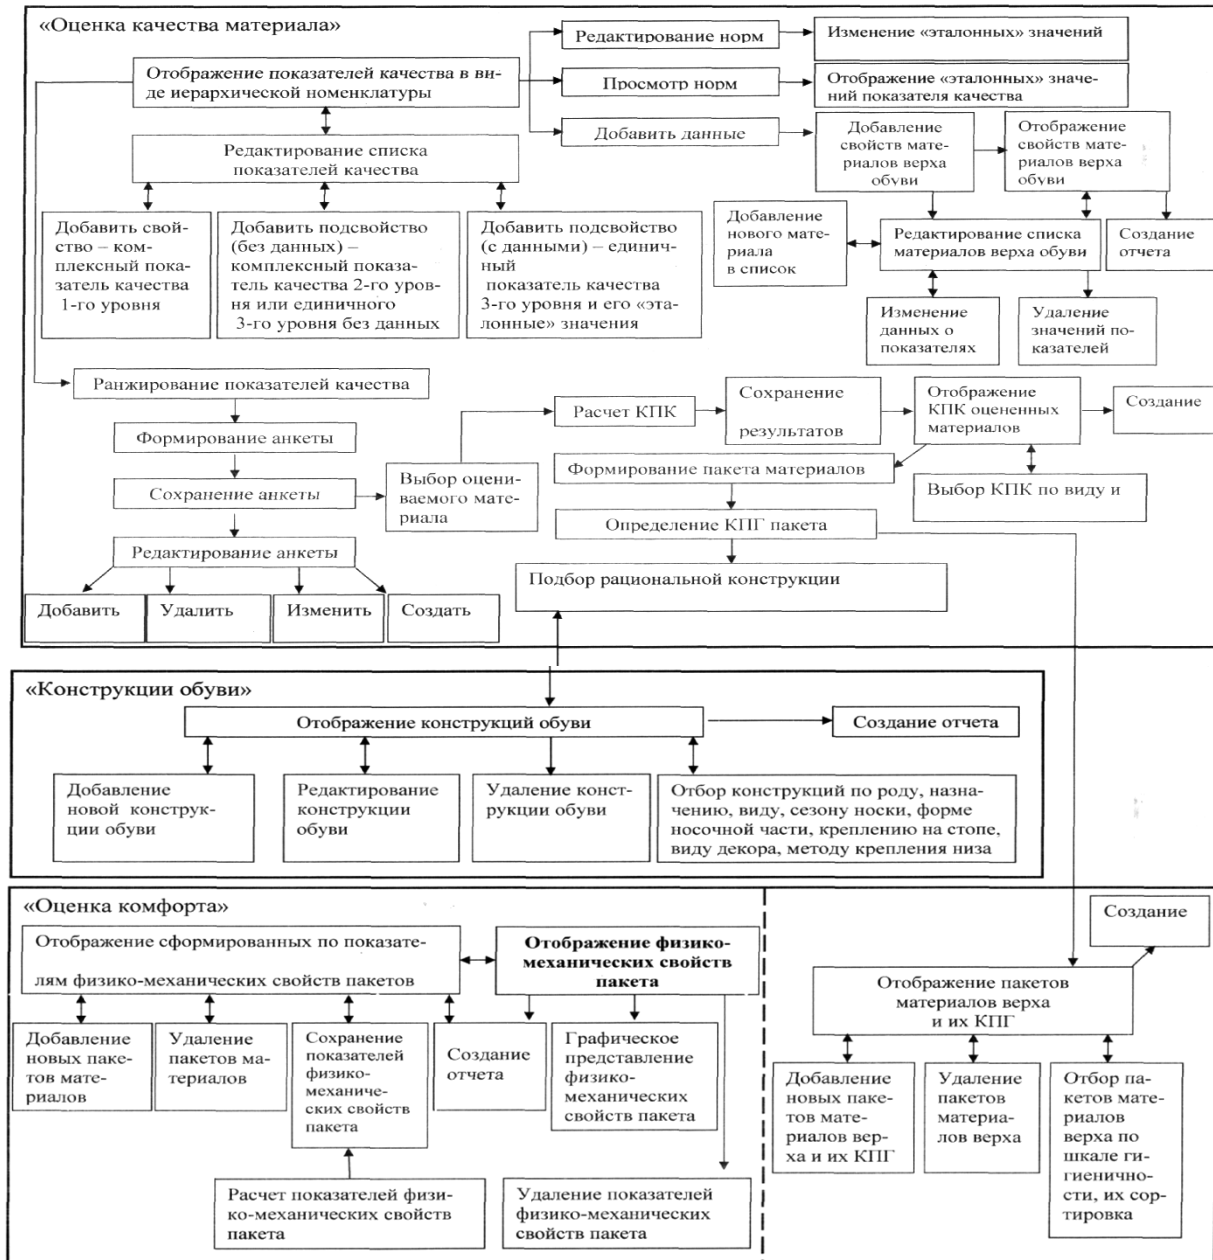 «Оценка качества материала»
Редактирование норм
Изменение «эталонных» значений
Отображение показателей качества в ви-
де иерархической номенклатуры
Просмотр норм
Отображение «эталонных» значе-
ний показателя качества
Добавить данные
Добавление
свойств мате-
риалов верха
обуви
Отображение
свойств мате-
риалов верха
обуви
Редактирование списка
показателей качества
Добавить свой-
ство – ком-
плексный пока-
затель качества
1-го уровня
Добавить подсвойство
(без данных) –
комплексный показа-
тель качества 2-го уров-
ня или единичного
3-го уровня без данных
Добавить подсвойство
(с данными) – единич-
ный
показатель качества
3-го уровня и его «эта-
лонные» значения
Добавление
нового мате-
риала
в список
Редактирование списка
материалов верха обуви
Создание
отчета
Изменение
данных о
показателях
Удаление
значений по-
казателей
Ранжирование показателей качества
Формирование анкеты
Сохранение анкеты
Редактирование анкеты
Добавить
Удалить
Изменить
Создать
Выбор оцени-
ваемого мате-
риала
Расчет КПК
Сохранение
результатов
Отображение
КПК оцененных
материалов
Создание
Формирование пакета материалов
Выбор КПК по виду и
Определение КПГ пакета
Подбор рациональной конструкции
«Конструкции обуви»
Отображение конструкций обуви
Создание отчета
Добавление
новой конструк-
ции обуви
Редактирование
конструкции
обуви
Удаление конст-
рукции обуви
Отбор конструкций по роду, назна-
чению, виду, сезону носки, форме
носочной части, креплению на стопе,
виду декора, методу крепления низа
«Оценка комфорта»
Отображение сформированных по показате-
лям физико-механических свойств пакетов
Отображение физико-
механических свойств
пакета
Добавление
новых паке-
тов мате-
риалов
Удаление
пакетов ма-
териалов
Сохранение
показателей
физико-
механиче-
ских свойств
пакета
Создание
отчета
Графическое
представление
физико-
механических
свойств пакета
Расчет показателей физи-
ко-механических свойств
пакета
Удаление показателей
физико-механических
свойств пакета
Создание
Отображение пакетов
материалов верха
и их КПГ
Добавление
новых паке-
тов мате-
риалов вер-
ха и их КПГ
Удаление
пакетов
материа-
лов верха
Отбор па-
кетов мате-
риалов
верха по
шкале ги-
гиенично-
сти, их сор-
тировка